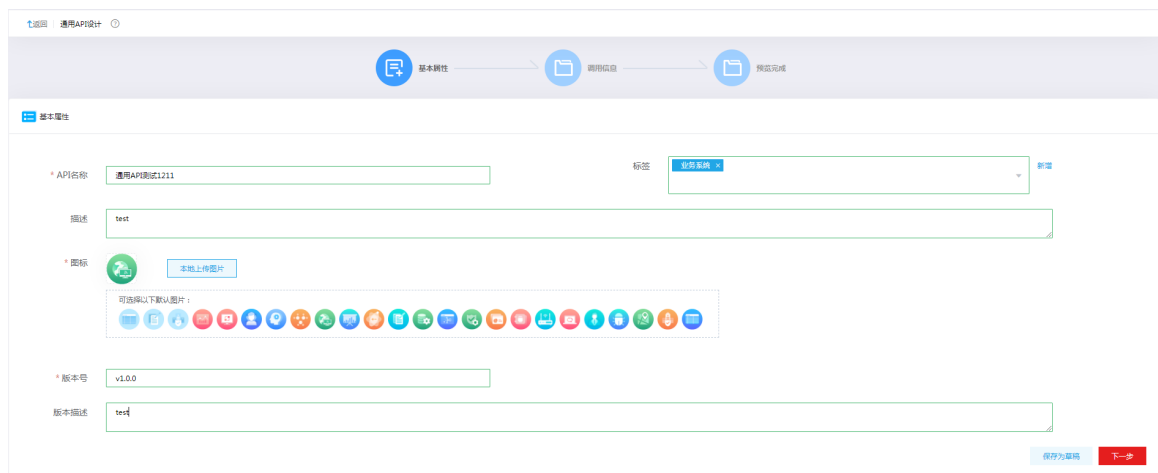 返回 通用API设计
基本属性 调用信息 预览完成
基本属性
* API名称 通用API测试1211 标签 业务系统 × 新增
描述 test
* 图标 本地上传图片
可选择以下默认图片：
* 版本号 v1.0.0
版本描述 test
保存为草稿 下一步